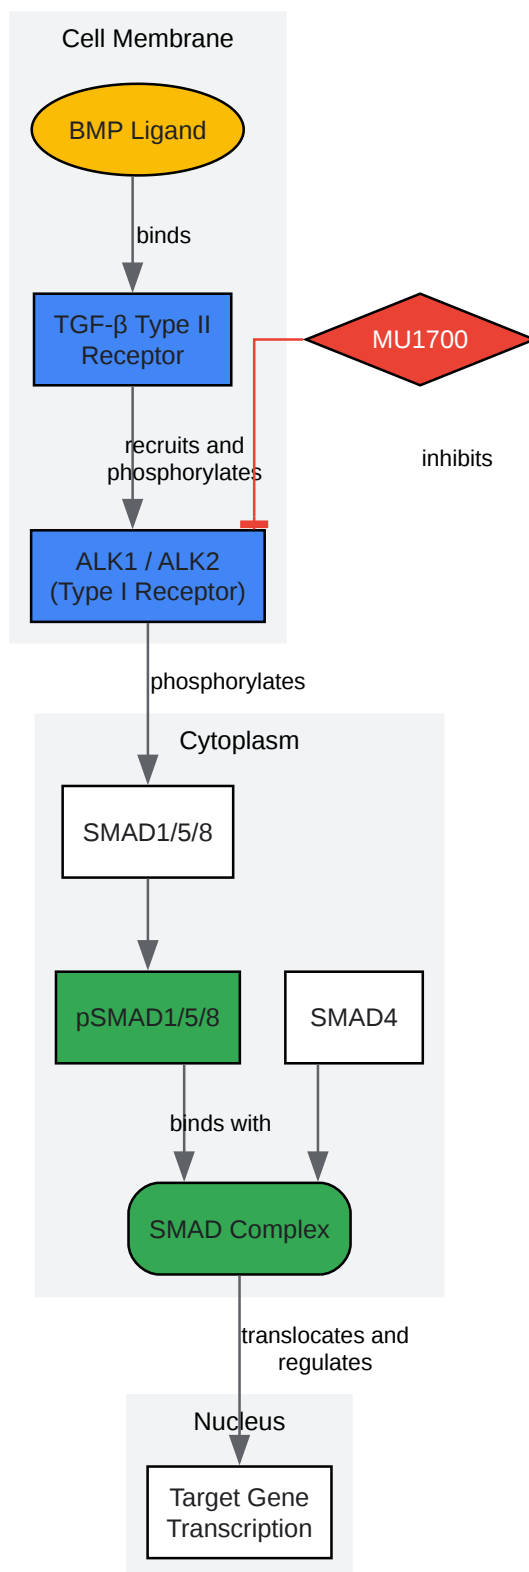 Cell Membrane
BMP Ligand
binds
TGF-β Type II
Receptor
MU1700
recruits and
phosphorylates
inhibits
ALK1 / ALK2
(Type I Receptor)
phosphorylates
Cytoplasm
SMAD1/5/8
pSMAD1/5/8
SMAD4
binds with
SMAD Complex
translocates and
regulates
Nucleus
Target Gene
Transcription